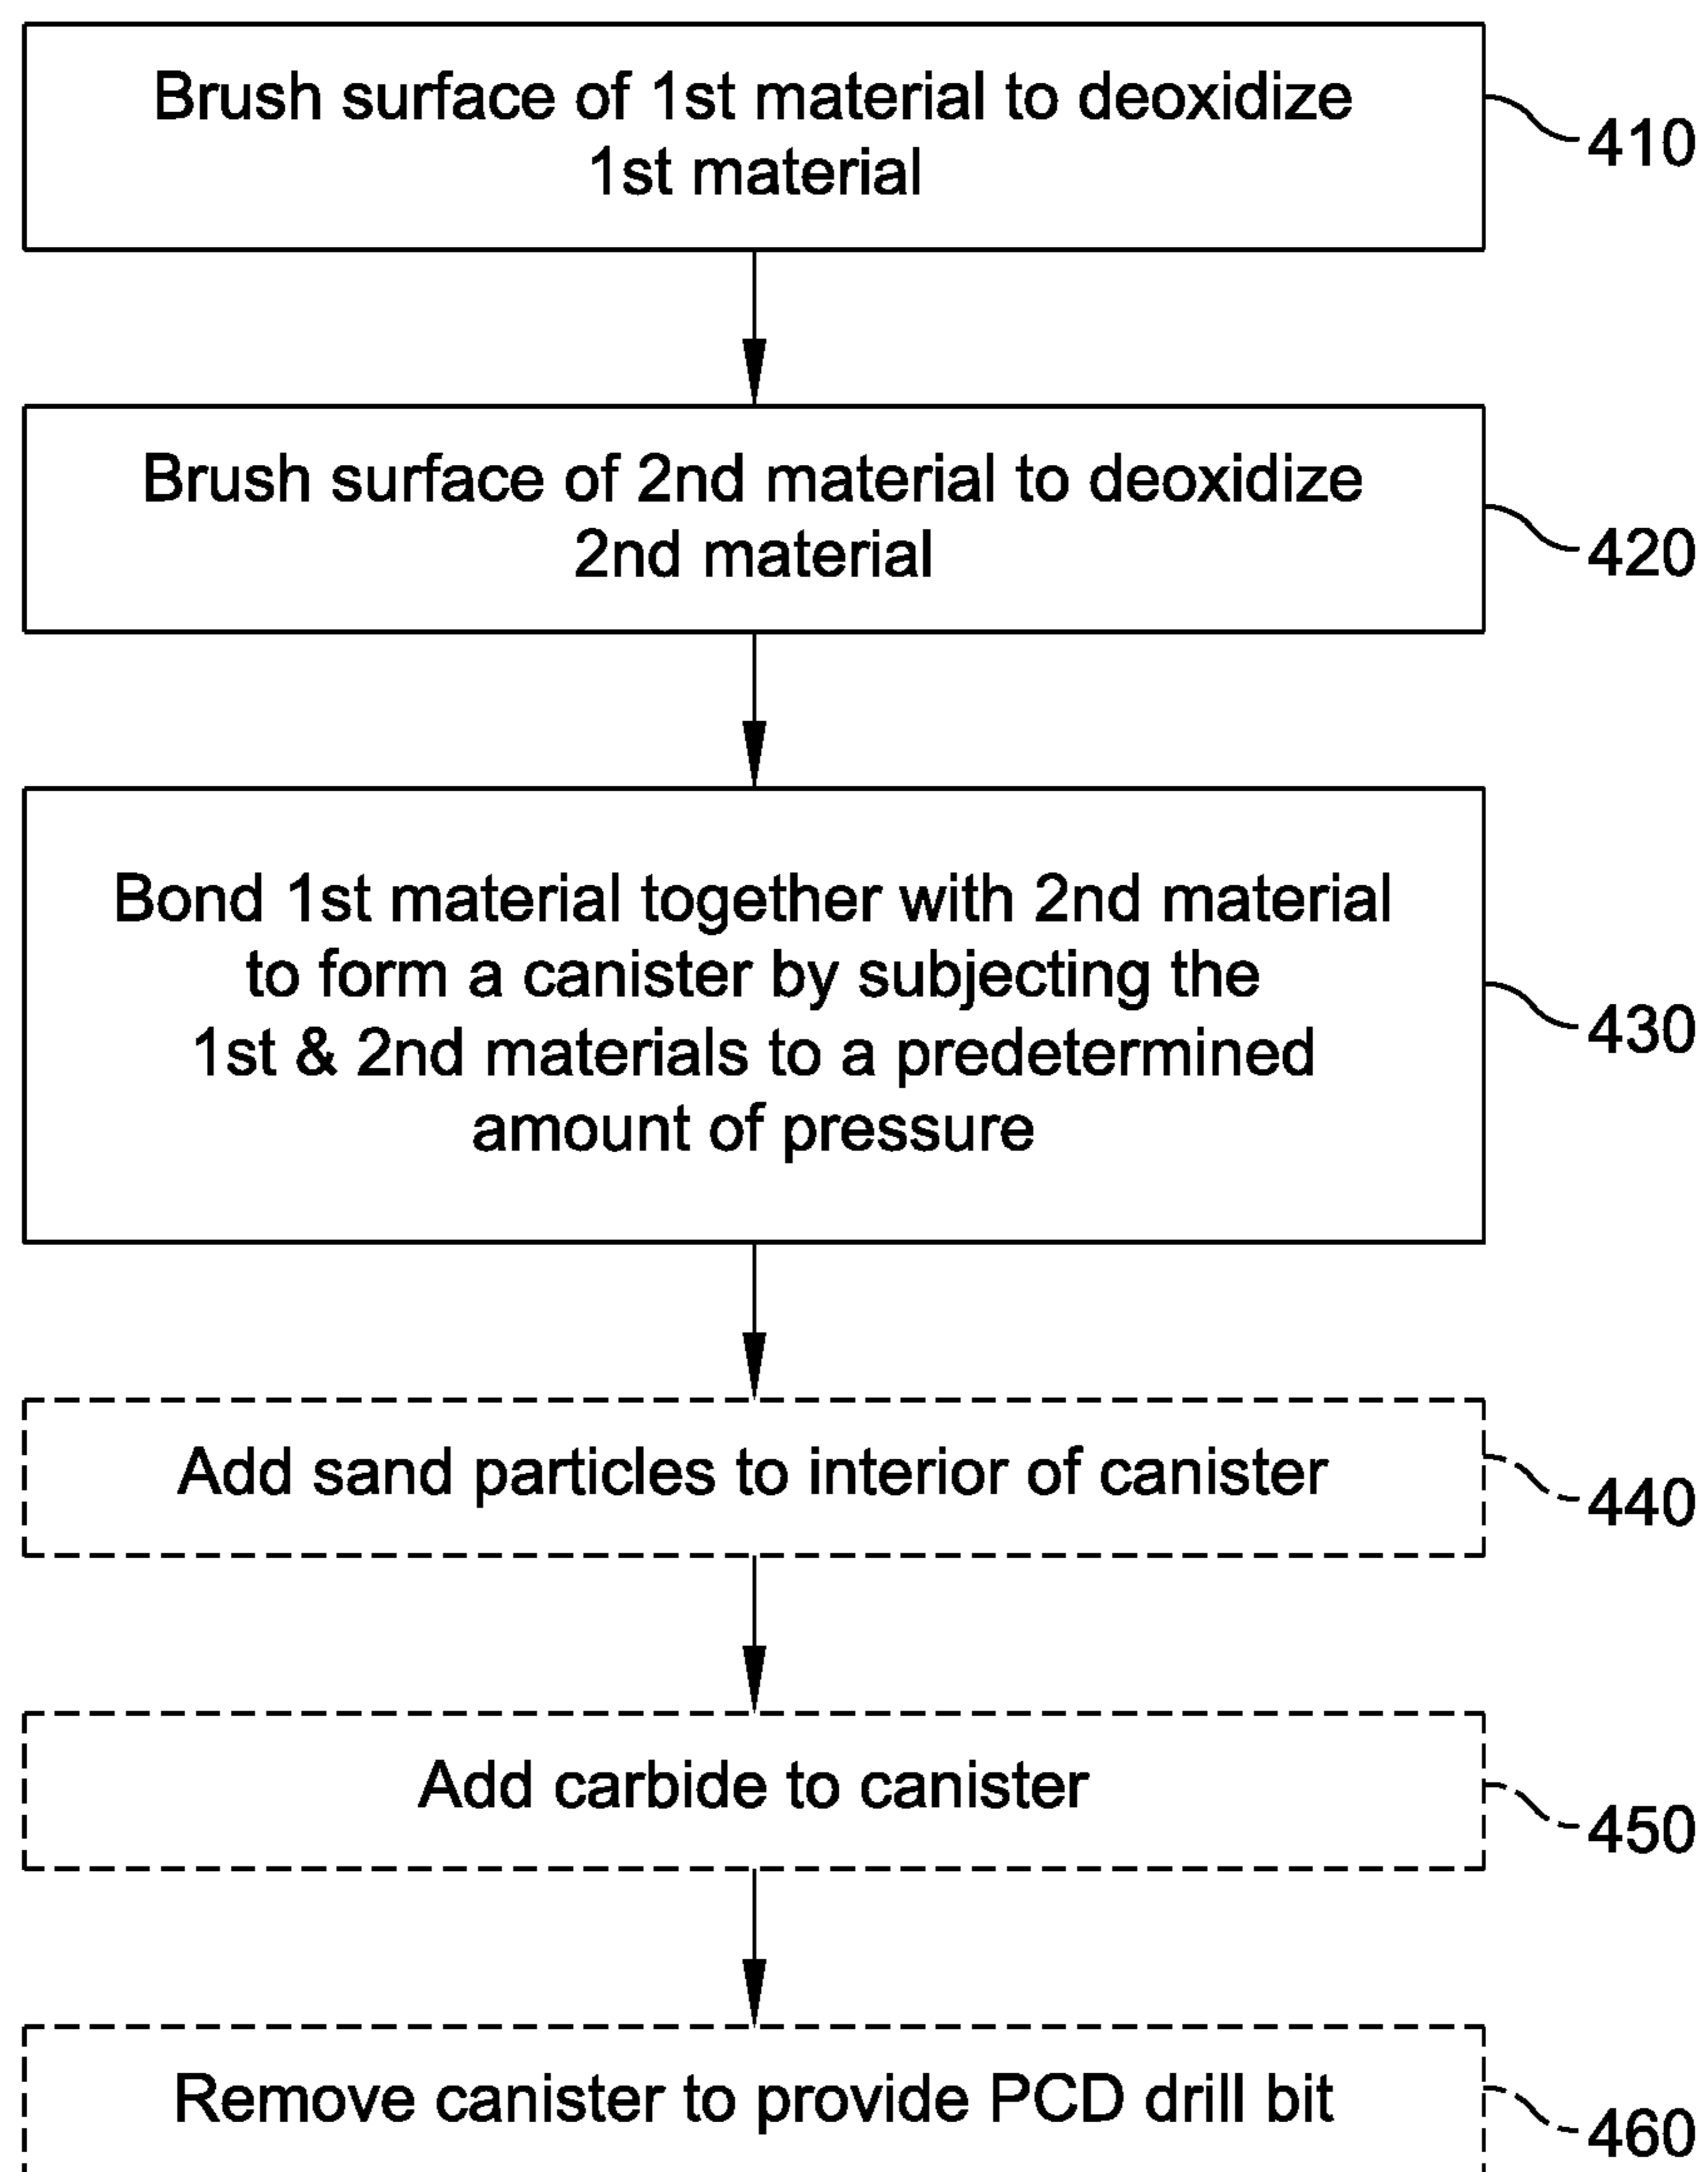 Brush surface of 1st material to deoxidize
1st material
410
Brush surface of 2nd material to deoxidize
2nd material
420
Bond 1st material together with 2nd material
to form a canister by subjecting the
1st & 2nd materials to a predetermined
amount of pressure
430
Add sand particles to interior of canister
440
Add carbide to canister
450
Remove canister to provide PCD drill bit
460